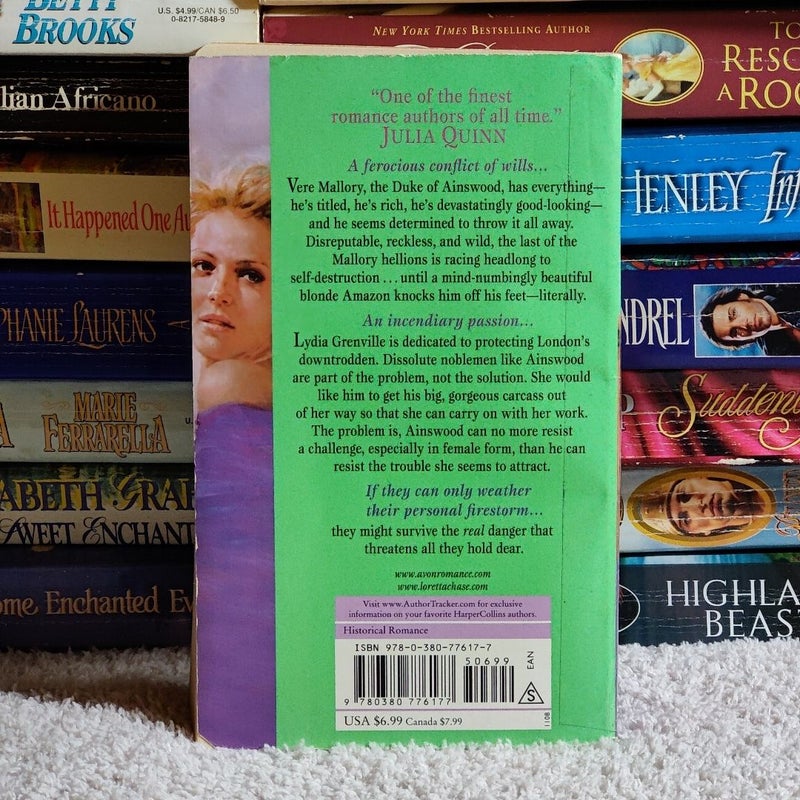 BETTY
BROOKS
U.S. $4.99/CAN $6.50
0-8217-5848-9
lian Africano
It Happened One Au
PHANIE LAURENS
MARIE
FERRARELLA
ABETH GRAH
SWEET ENCHANT
ome Enchanted Ev
NEW YORK TIMES BESTSELLING AUTHOR
TO
RESC
A ROG
HENLEY
NDREL
Sudden
HIGHLA
BEAS
"One of the finest
romance authors of all time."
JULIA QUINN
A ferocious conflict of wills...
Vere Mallory, the Duke of Ainswood, has everything—
he's titled, he's rich, he's devastatingly good-looking—
and he seems determined to throw it all away.
Disreputable, reckless, and wild, the last of the
Mallory hellions is racing headlong to
self-destruction ... until a mind-numbingly beautiful
blonde Amazon knocks him off his feet—literally.
An incendiary passion...
Lydia Grenville is dedicated to protecting London's
downtrodden. Dissolute noblemen like Ainswood
are part of the problem, not the solution. She would
like him to get his big, gorgeous carcass out
of her way so that she can carry on with her work.
The problem is, Ainswood can no more resist
a challenge, especially in female form, than he can
resist the trouble she seems to attract.
If they can only weather
their personal firestorm...
they might survive the real danger that
threatens all they hold dear.
www.avonromance.com
www.lorettachase.com
Visit www.AuthorTracker.com for exclusive
information on your favorite HarperCollins authors.
Historical Romance
ISBN 978-0-380-77617-7
50699
EAN
9 780380 776177
S
USA $6.99 Canada $7.99
1108